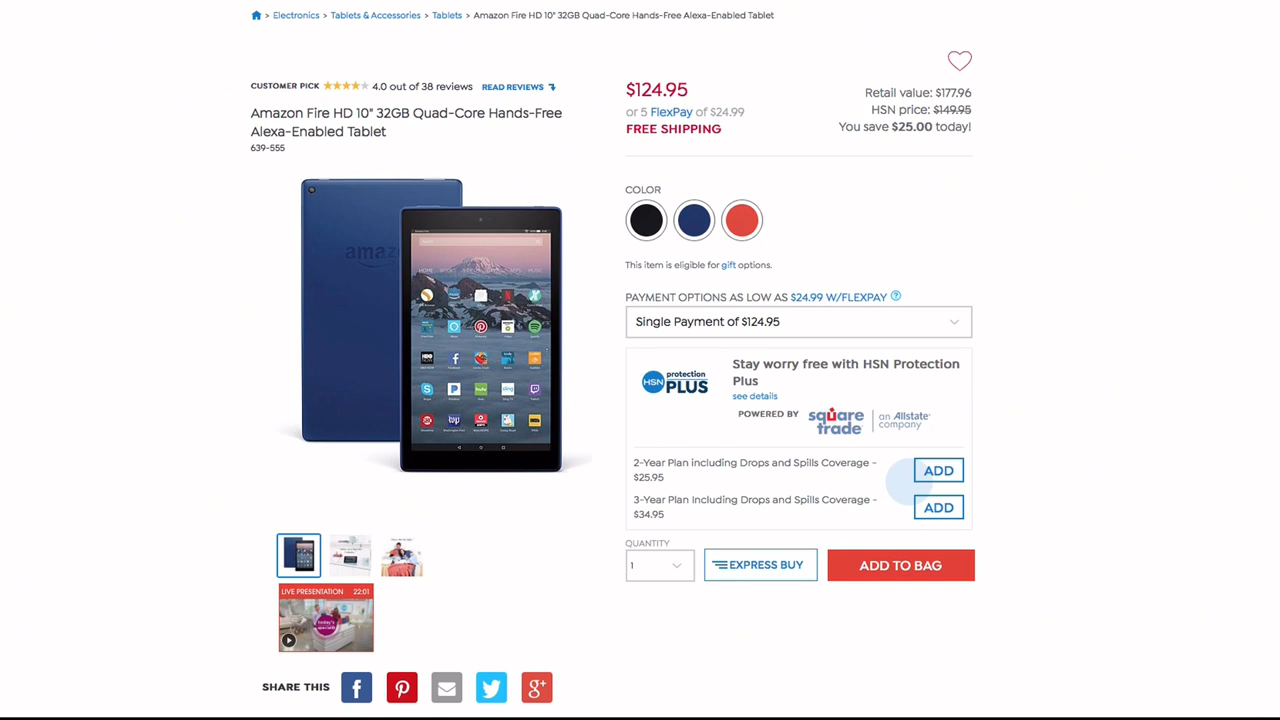 > Electronics > Tablets & Accessories > Tablets > Amazon Fire HD 10" 32GB Quad-Core Hands-Free Alexa-Enabled Tablet
CUSTOMER PICK 4.0 out of 38 reviews READ REVIEWS
Amazon Fire HD 10" 32GB Quad-Core Hands-Free
Alexa-Enabled Tablet
639-555
$124.95
or 5 FlexPay of $24.99
FREE SHIPPING
Retail value: $177.96
HSN price: $149.95
You save $25.00 today!
COLOR
This item is eligible for gift options.
PAYMENT OPTIONS AS LOW AS $24.99 W/FLEXPAY ?
Single Payment of $124.95
HSN protection PLUS
Stay worry free with HSN Protection
Plus
see details
POWERED BY square trade an Allstate company
2-Year Plan including Drops and Spills Coverage -
$25.95
ADD
3-Year Plan Including Drops and Spills Coverage -
$34.95
ADD
QUANTITY
1
EXPRESS BUY
ADD TO BAG
LIVE PRESENTATION 22:01
today's
SHARE THIS